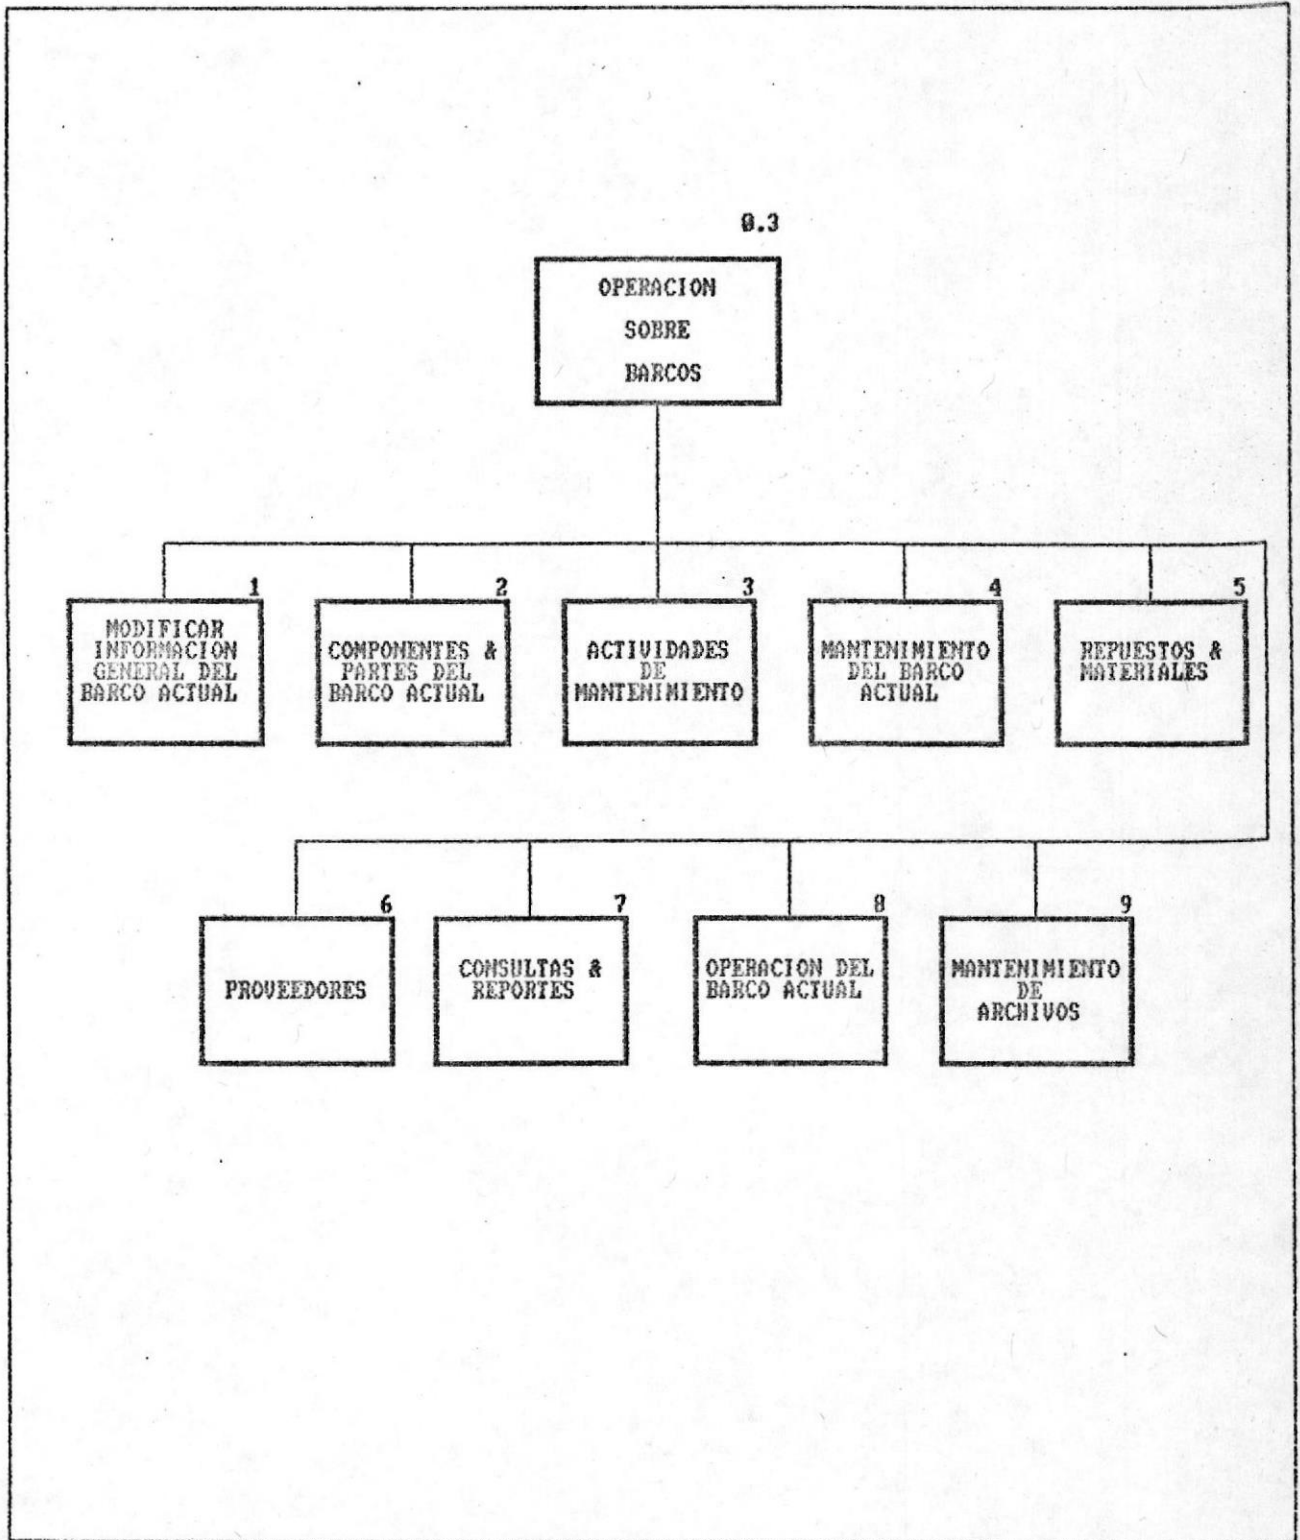 0.3
OPERACION
SOBRE
BARCOS
1
MODIFICAR
INFORMACION
GENERAL DEL
BARCO ACTUAL
2
COMPONENTES &
PARTES DEL
BARCO ACTUAL
3
ACTIVIDADES
DE
MANTENIMIENTO
4
MANTENIMIENTO
DEL BARCO
ACTUAL
5
REPUESTOS &
MATERIALES
6
PROVEEDORES
7
CONSULTAS &
REPORTES
8
OPERACION DEL
BARCO ACTUAL
9
MANTENIMIENTO
DE
ARCHIVOS